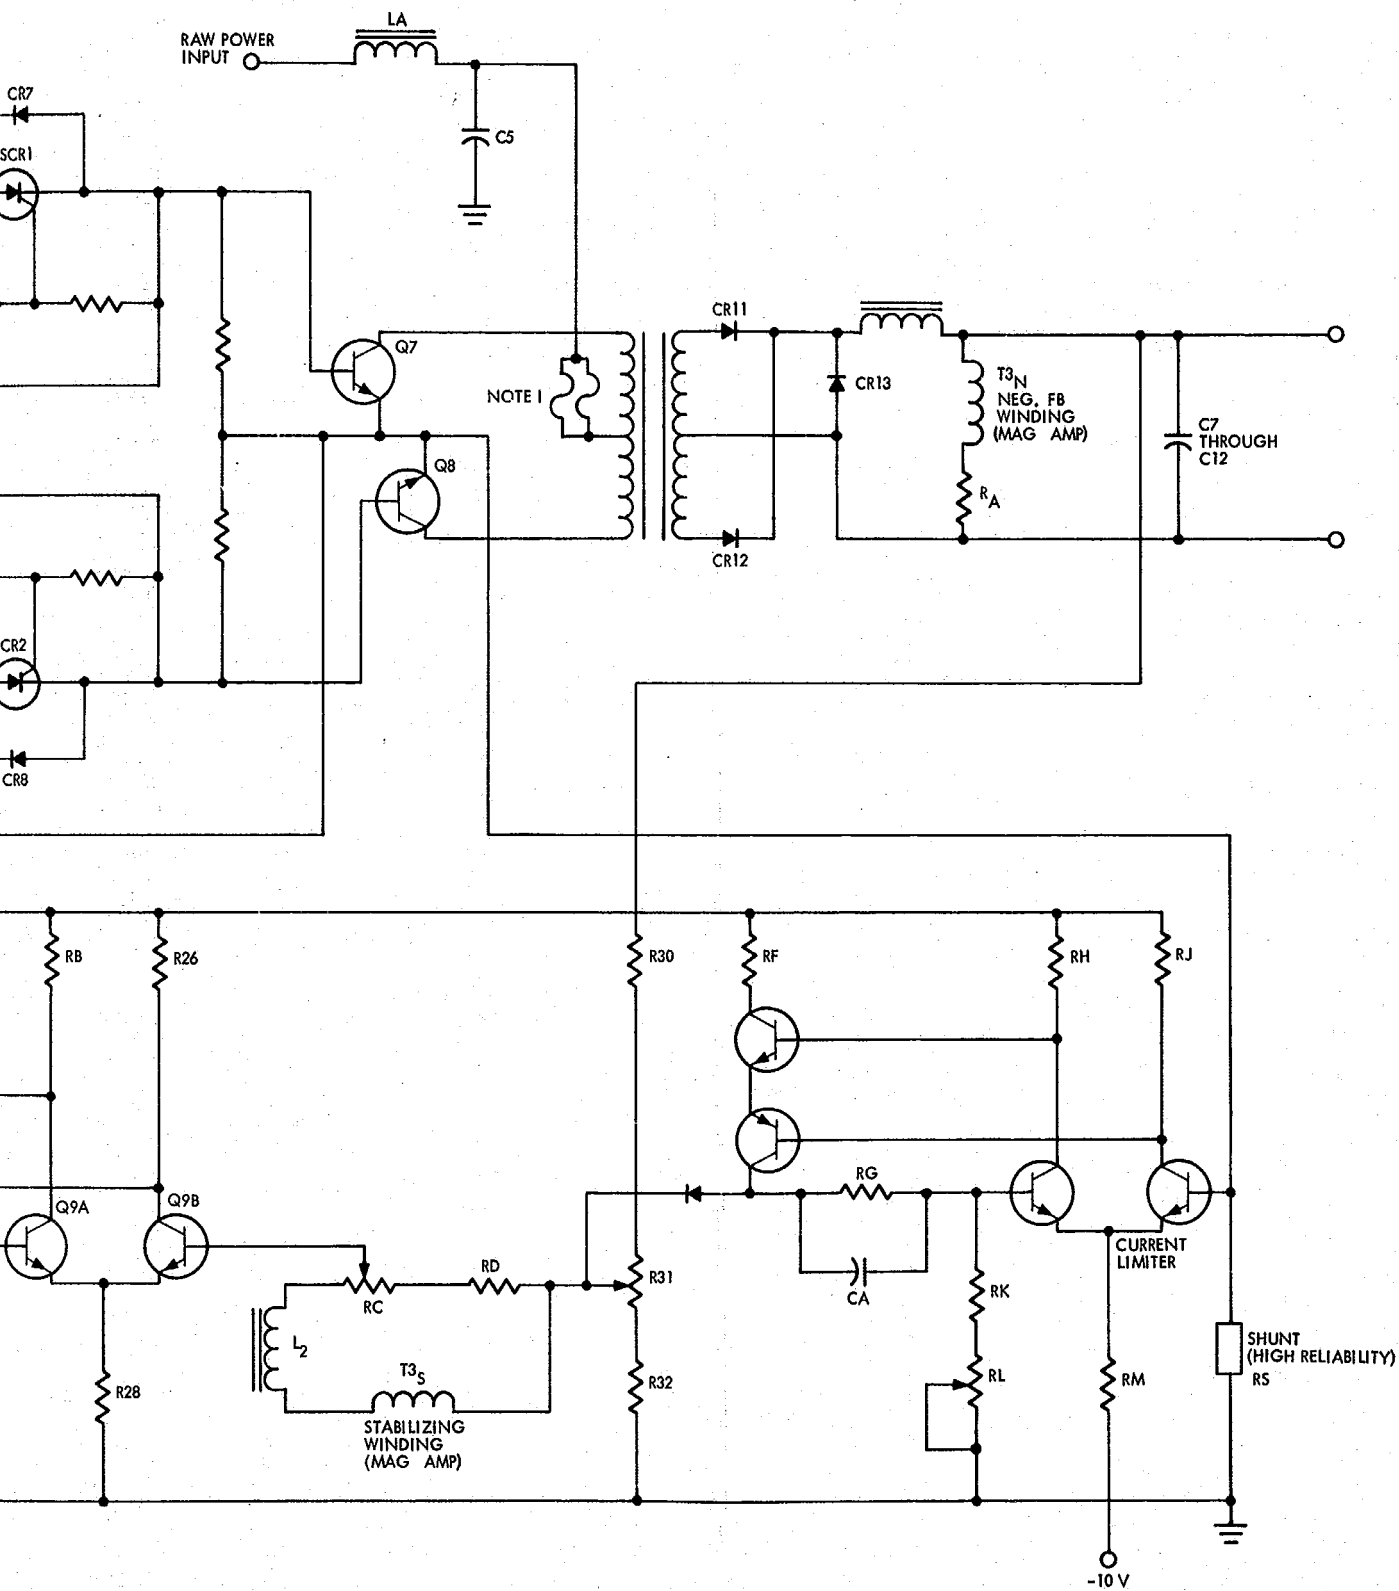 LA
RAW POWER
INPUT
CR7
C5
SCR1
CR11
Q7
CR13
T3N
NEG. FB
WINDING
(MAG AMP)
NOTE 1
C7
THROUGH
C12
Q8
RA
CR12
CR2
CR8
RB
R26
R30
RF
RH
RJ
RG
Q9A
Q9B
CURRENT
LIMITER
RD
R31
RC
CA
RK
L2
SHUNT
(HIGH RELIABILITY)
RS
T3S
R28
R32
RL
RM
STABILIZING
WINDING
(MAG AMP)
-10 V